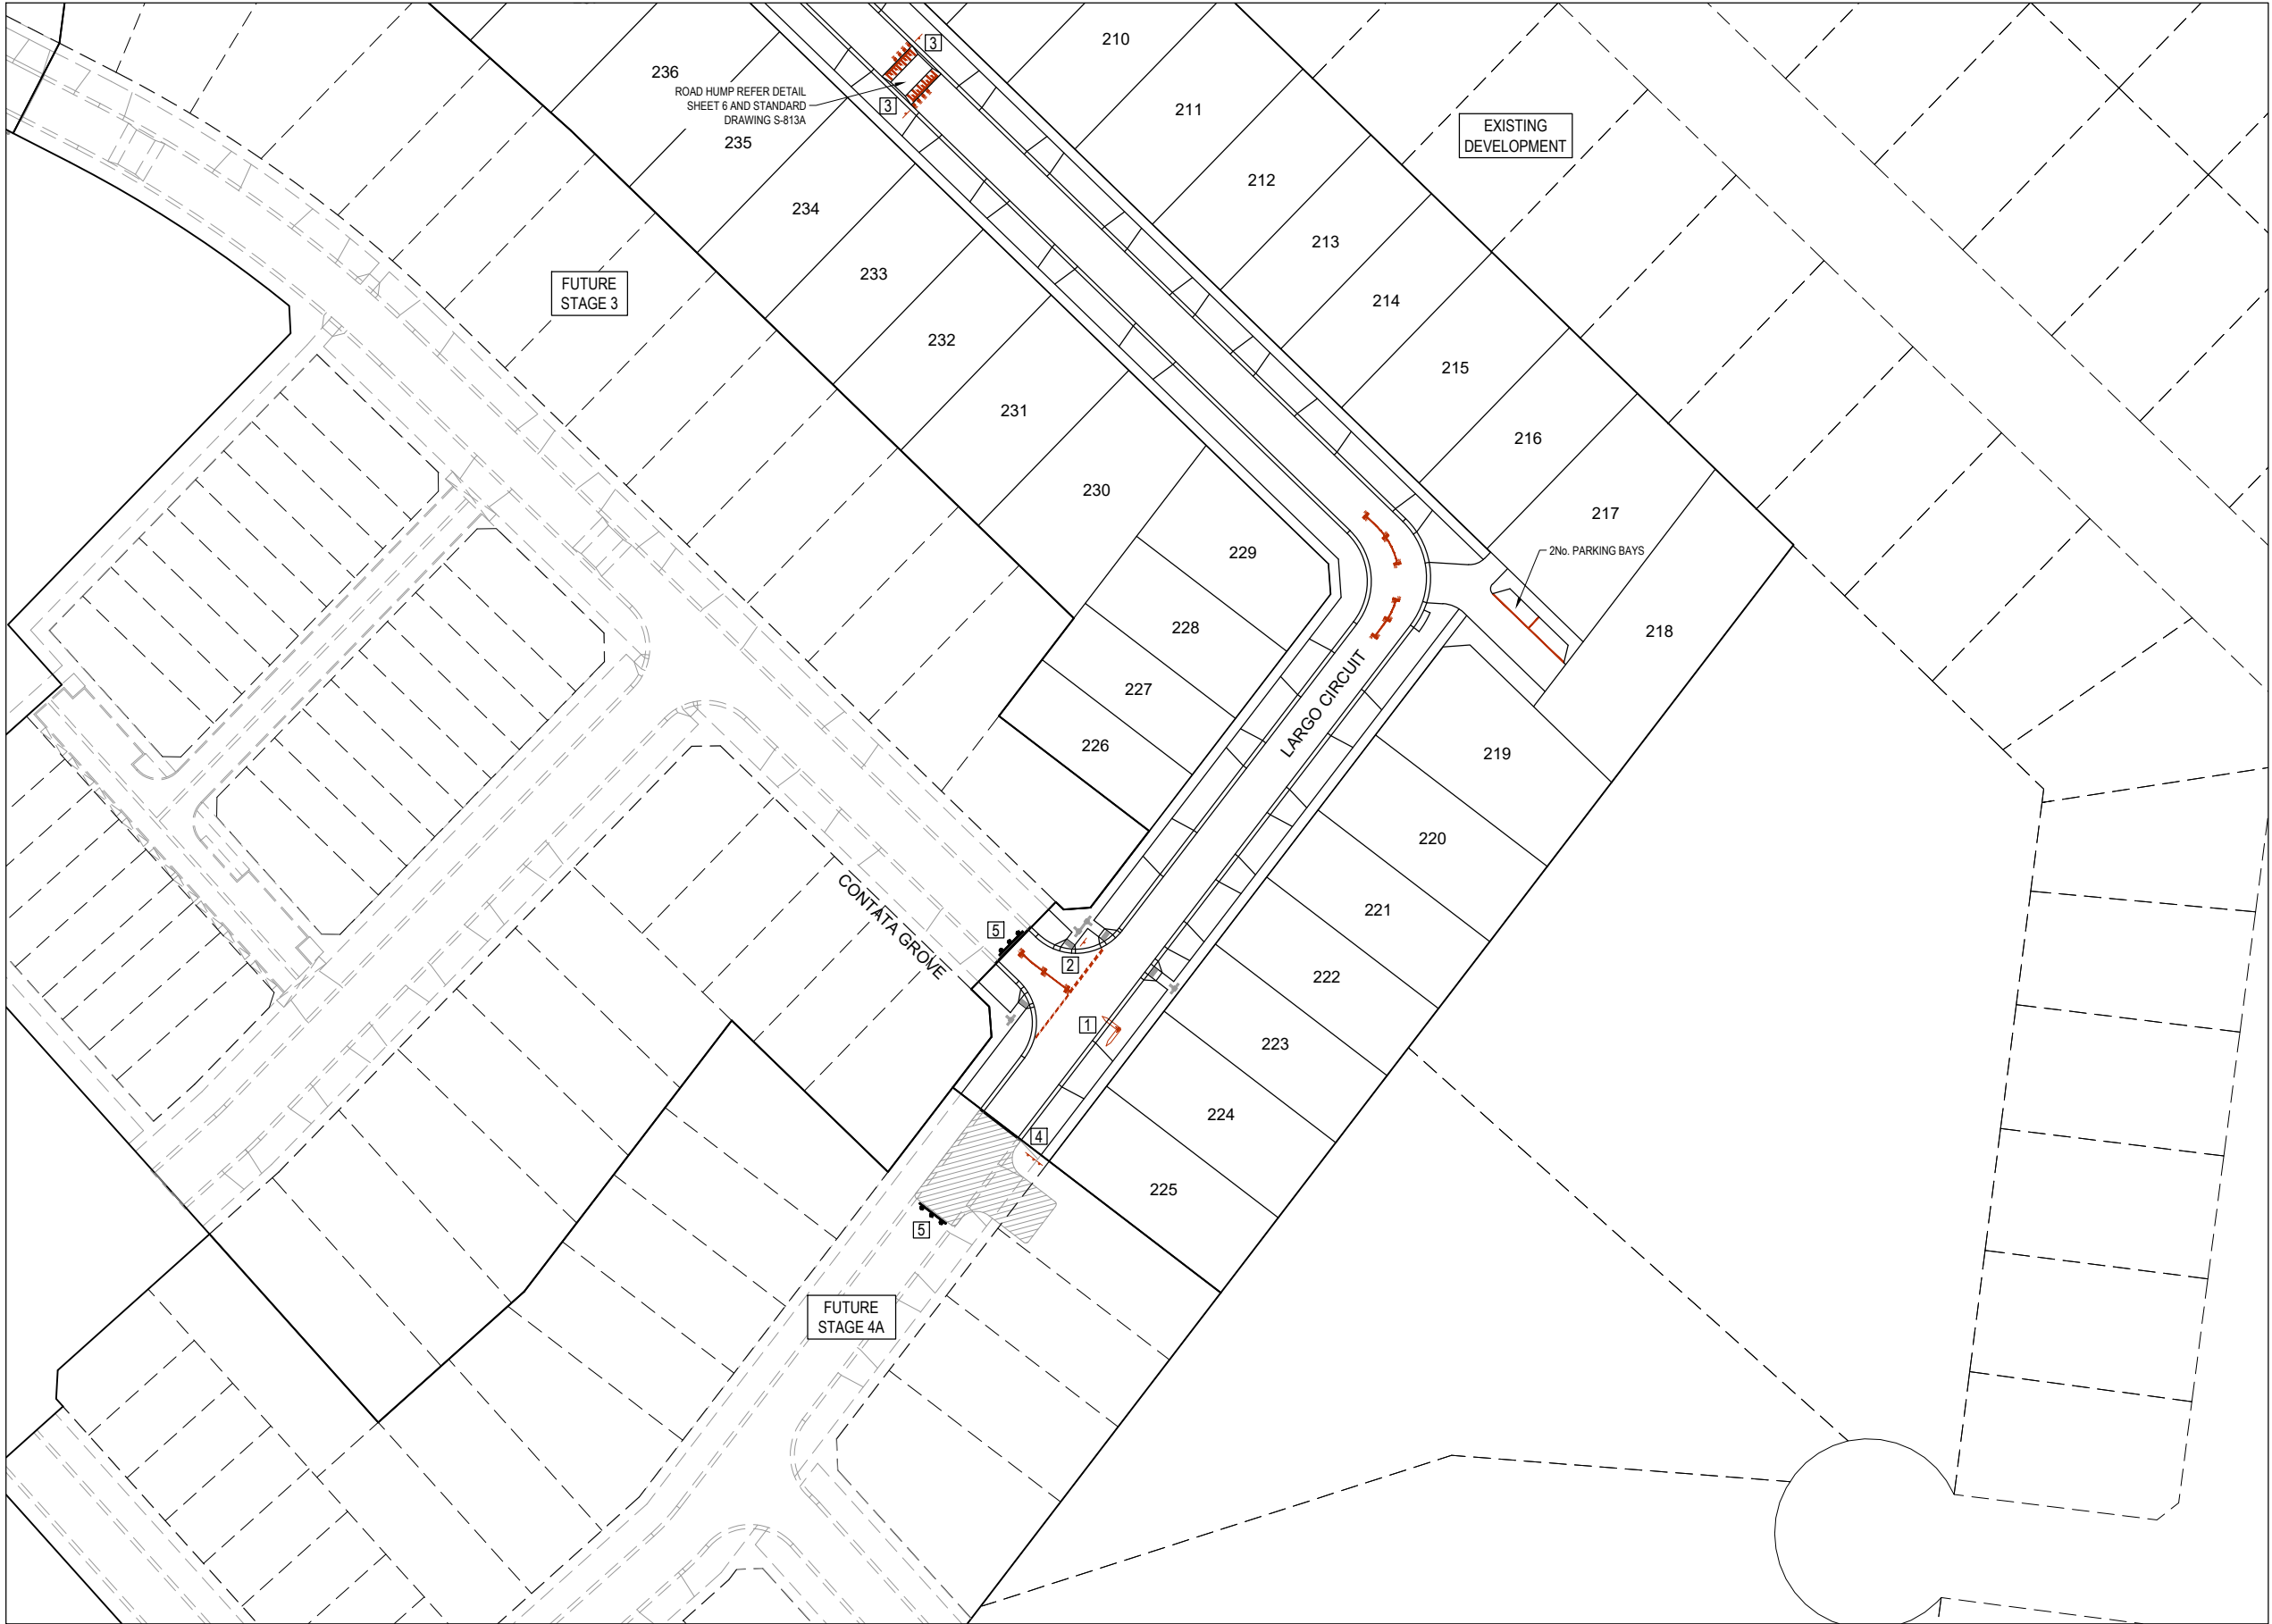 3
210
236
ROAD HUMP REFER DETAIL
SHEET 6 AND STANDARD
DRAWING S-813A
3
211
235
EXISTING
DEVELOPMENT
212
234
213
233
FUTURE
STAGE 3
214
232
215
231
216
230
217
229
2No. PARKING BAYS
228
218
227
LARGO CIRCUIT
226
219
220
CONTATA GROVE
221
5
2
222
1
223
224
4
225
5
FUTURE
STAGE 4A